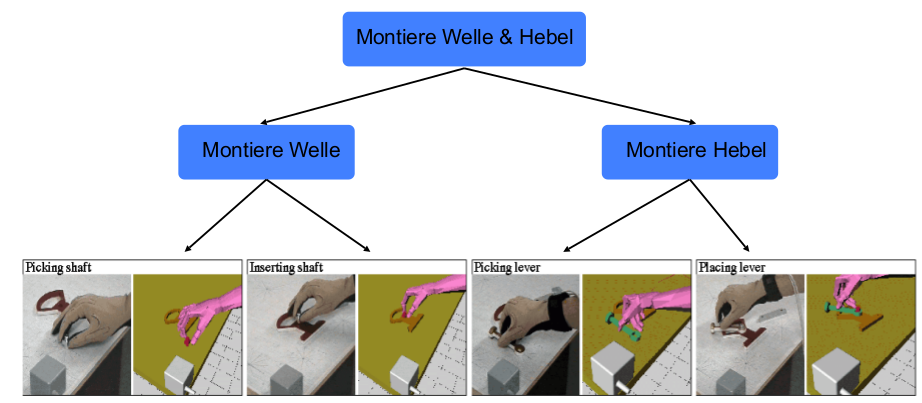 Montiere Welle & Hebel
Montiere Welle
Montiere Hebel
Picking shaft
Inserting shaft
Picking lever
Placing lever